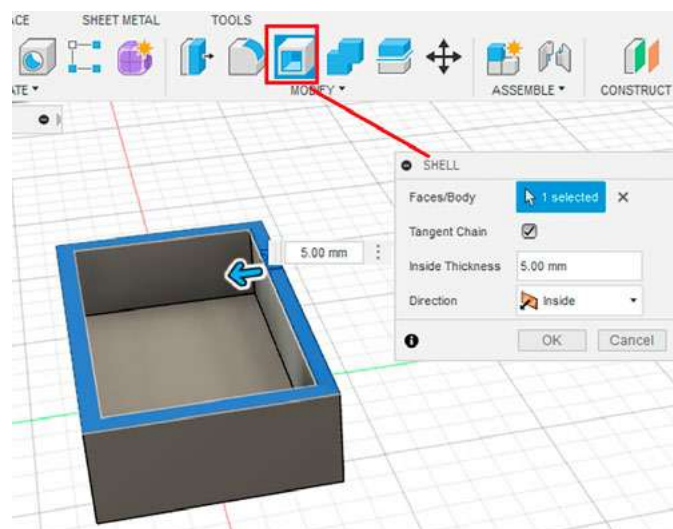 ACE SHEET METAL TOOLS
ATE ▾ MODIFY ▾ ASSEMBLE ▾ CONSTRUCT
SHELL
Faces/Body 1 selected ×
Tangent Chain
5.00 mm
Inside Thickness 5.00 mm
Direction Inside
OK Cancel